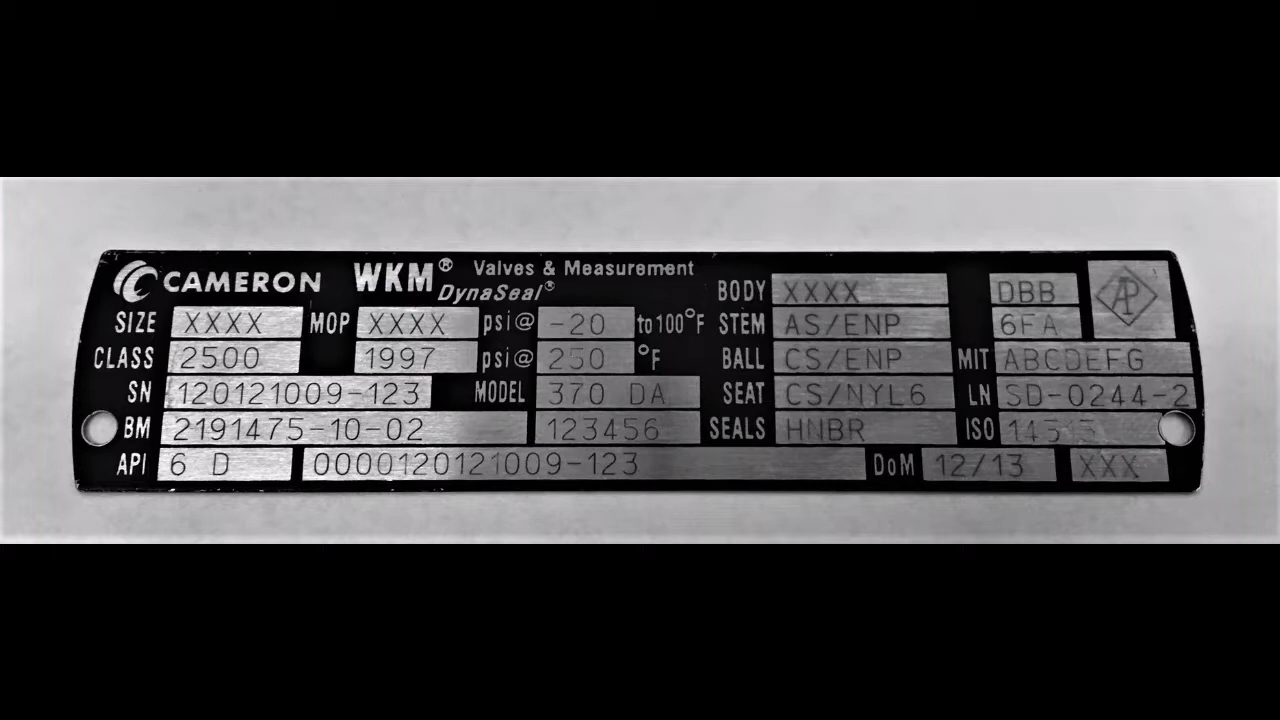 CAMERON WKM® Valves & Measurement
DynaSeal®
BODY XXXX DBB
SIZE XXXX MOP XXXX psi@ -20 to 100°F STEM AS/ENP 6FA
CLASS 2500 1997 psi@ 250 °F BALL CS/ENP MIT ABCDEFG
SN 120121009-123 MODEL 370 DA SEAT CS/NYL6 LN SD-0244-2
BM 2191475-10-02 123456 SEALS HNBR ISO
API 6 D 0000120121009-123 DoM 12/13 XXX